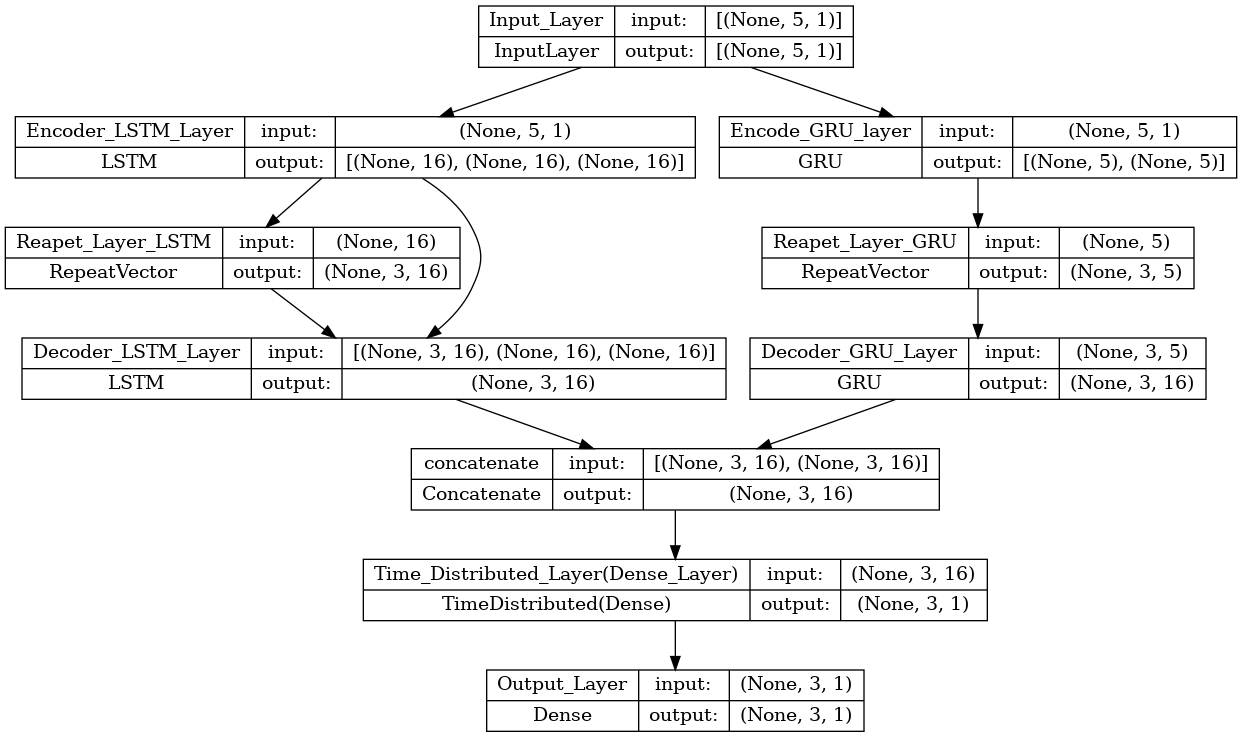 Input_Layer input: [(None, 5, 1)]
InputLayer output: [(None, 5, 1)]
Encoder_LSTM_Layer input: (None, 5, 1)
LSTM output: [(None, 16), (None, 16), (None, 16)]
Encode_GRU_layer input: (None, 5, 1)
GRU output: [(None, 5), (None, 5)]
Reapet_Layer_LSTM input: (None, 16)
RepeatVector output: (None, 3, 16)
Reapet_Layer_GRU input: (None, 5)
RepeatVector output: (None, 3, 5)
Decoder_LSTM_Layer input: [(None, 3, 16), (None, 16), (None, 16)]
LSTM output: (None, 3, 16)
Decoder_GRU_Layer input: (None, 3, 5)
GRU output: (None, 3, 16)
concatenate input: [(None, 3, 16), (None, 3, 16)]
Concatenate output: (None, 3, 16)
Time_Distributed_Layer(Dense_Layer) input: (None, 3, 16)
TimeDistributed(Dense) output: (None, 3, 1)
Output_Layer input: (None, 3, 1)
Dense output: (None, 3, 1)